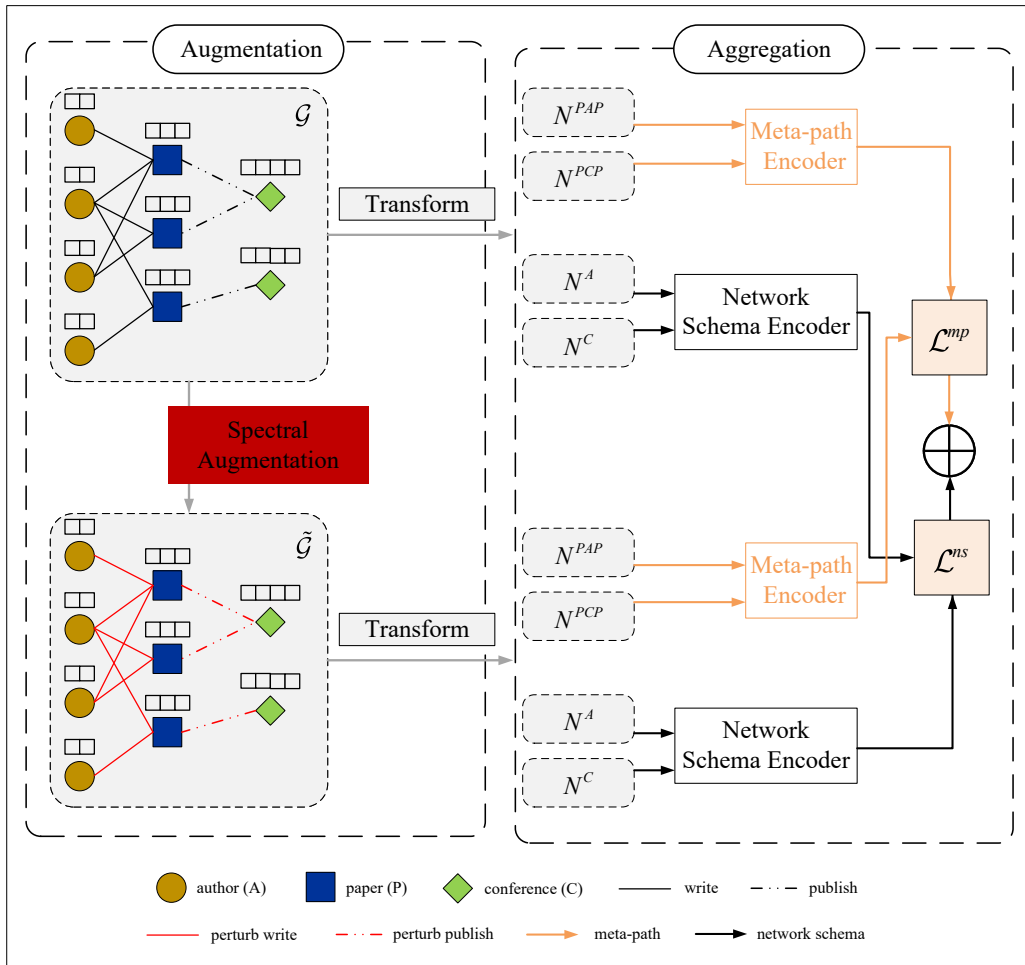 Augmentation
Aggregation
𝒢
Transform
Spectral
Augmentation
𝒢̃
Transform
N^{PAP}
N^{PCP}
Meta-path
Encoder
N^{A}
N^{C}
Network
Schema Encoder
ℒ^{mp}
N^{PAP}
N^{PCP}
Meta-path
Encoder
ℒ^{ns}
N^{A}
N^{C}
Network
Schema Encoder
author (A)
paper (P)
conference (C)
write
publish
perturb write
perturb publish
meta-path
network schema